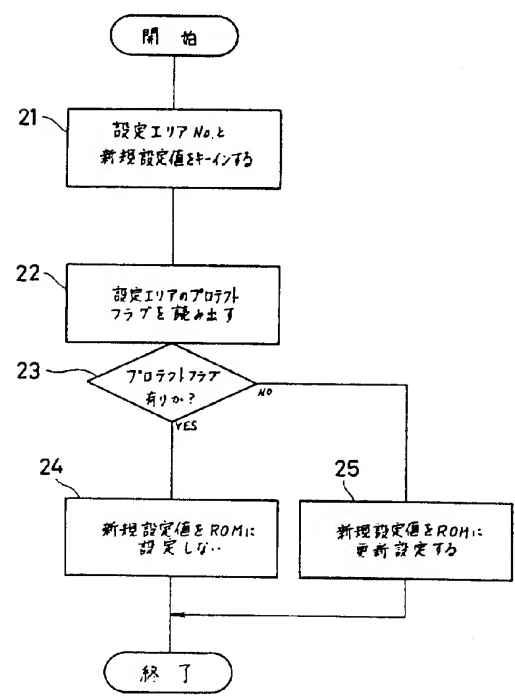 開始
21
設定エリアNo.と
新規設定値をキーインする
22
設定エリアのプロテクト
フラグを読み出す
23
プロテクトフラグ
有りか?
NO
YES
24
新規設定値をROMに
設定しない
25
新規設定値をROMに
更新設定する
終了